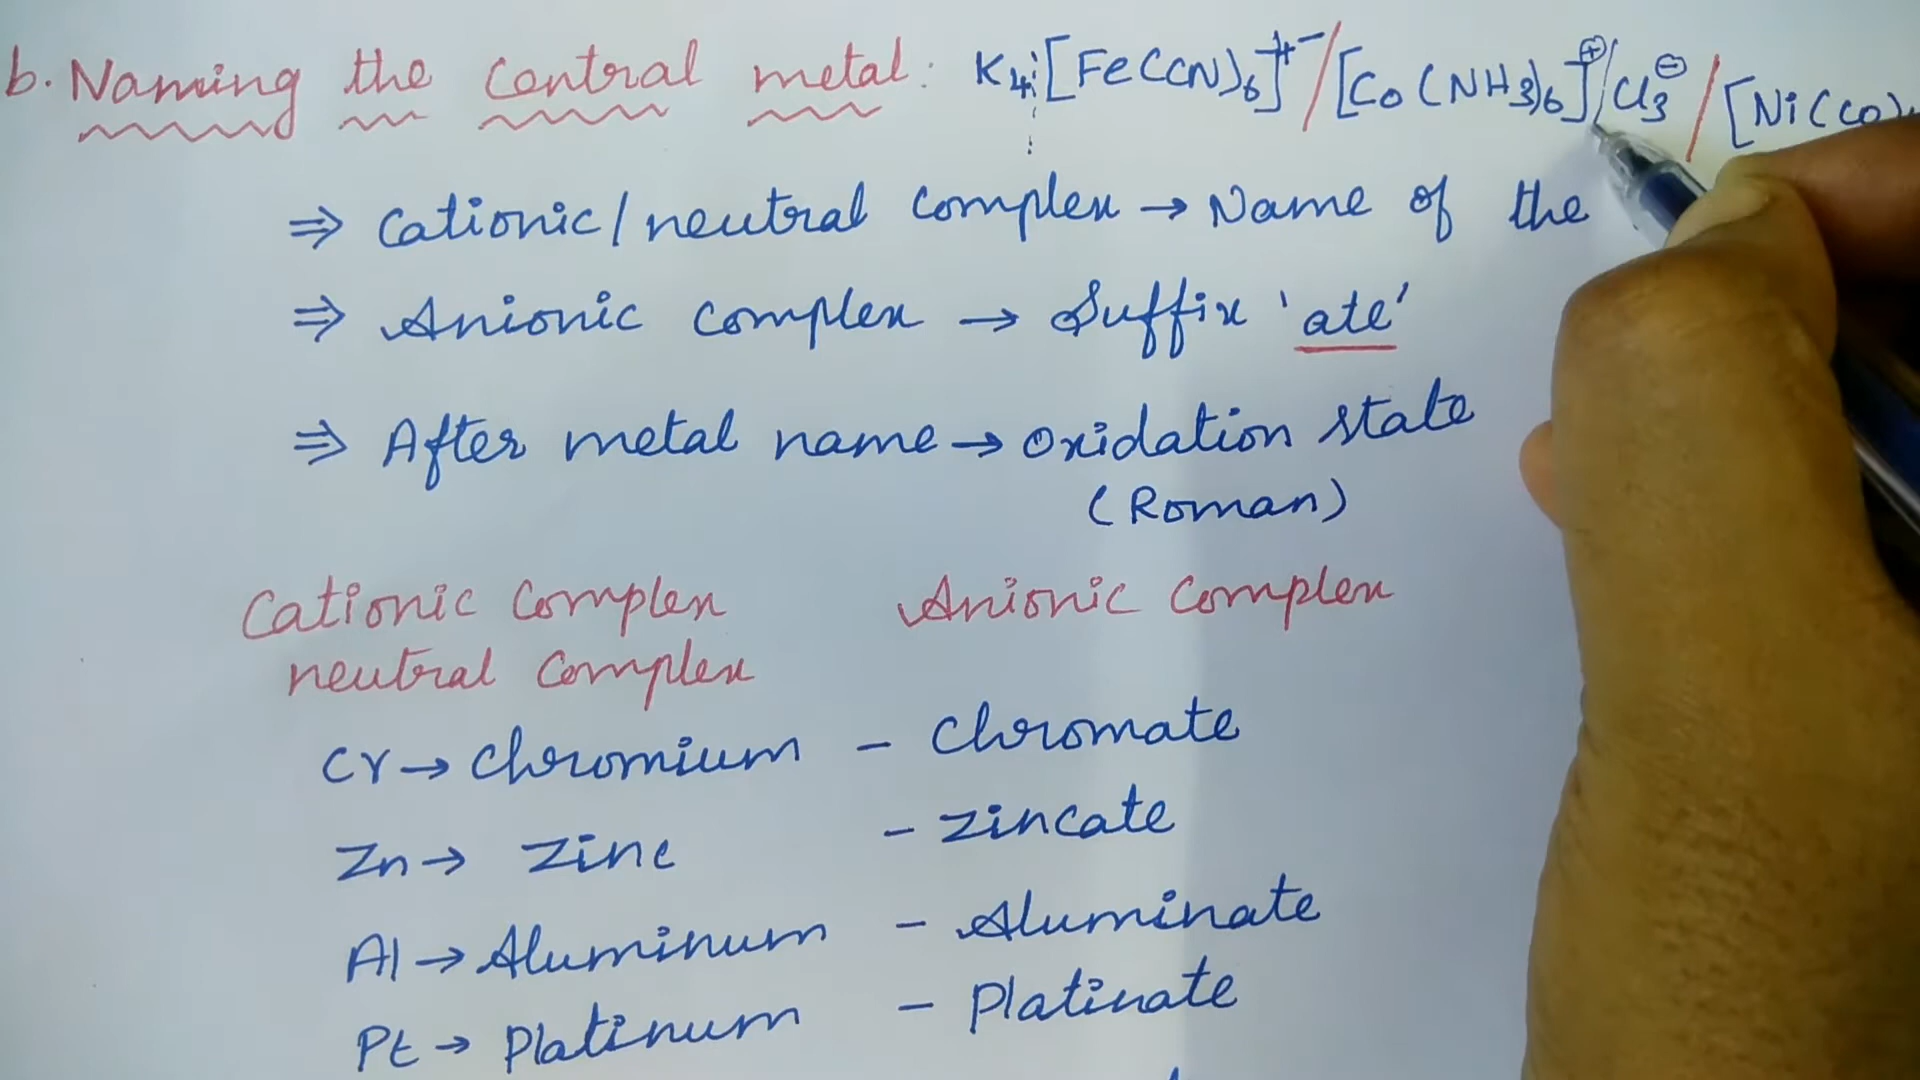 b. Naming the central metal: K4[Fe(CN)6]4- / [Co(NH3)6]⊕ Cl3⊖ / [Ni(CO)
⇒ Cationic/neutral complex → Name of the
⇒ Anionic complex → Suffix 'ate'
⇒ After metal name → Oxidation state
(Roman)
Cationic Complex Anionic Complex
neutral Complex
Cr → Chromium - Chromate
Zn → Zinc - Zincate
Al → Aluminum - Aluminate
Pt → Platinum - Platinate